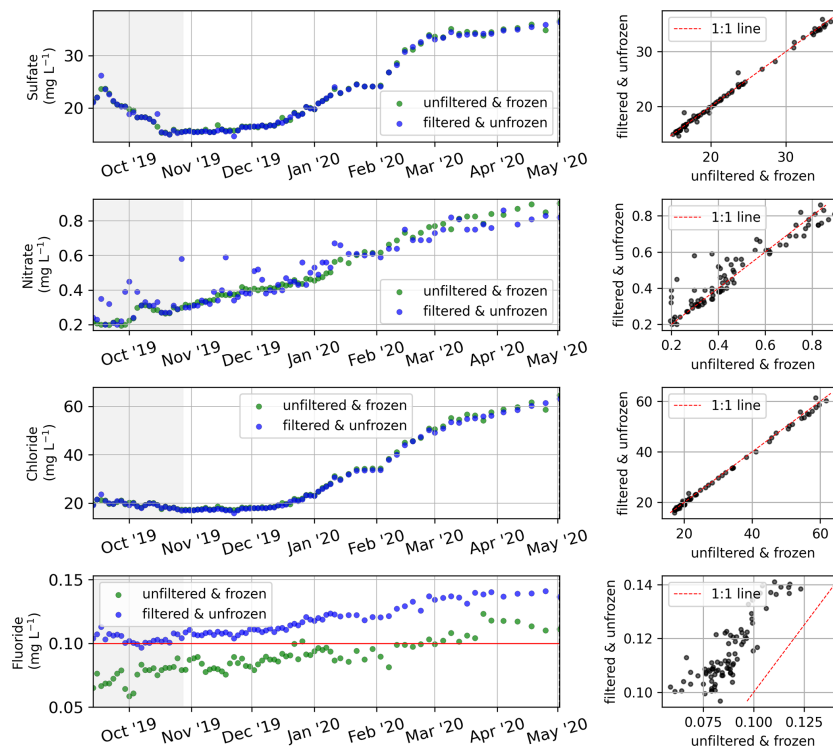 Sulfate
(mg L⁻¹)
30
20
unfiltered & frozen
filtered & unfrozen
Oct '19
Nov '19
Dec '19
Jan '20
Feb '20
Mar '20
Apr '20
May '20
filtered & unfrozen
30
20
1:1 line
20
30
unfiltered & frozen
Nitrate
(mg L⁻¹)
0.8
0.6
0.4
0.2
unfiltered & frozen
filtered & unfrozen
Oct '19
Nov '19
Dec '19
Jan '20
Feb '20
Mar '20
Apr '20
May '20
filtered & unfrozen
0.8
0.6
0.4
0.2
1:1 line
0.2
0.4
0.6
0.8
unfiltered & frozen
Chloride
(mg L⁻¹)
60
40
20
unfiltered & frozen
filtered & unfrozen
Oct '19
Nov '19
Dec '19
Jan '20
Feb '20
Mar '20
Apr '20
May '20
filtered & unfrozen
60
40
20
1:1 line
20
40
60
unfiltered & frozen
Fluoride
(mg L⁻¹)
0.15
0.10
0.05
unfiltered & frozen
filtered & unfrozen
Oct '19
Nov '19
Dec '19
Jan '20
Feb '20
Mar '20
Apr '20
May '20
filtered & unfrozen
0.14
0.12
0.10
1:1 line
0.075
0.100
0.125
unfiltered & frozen